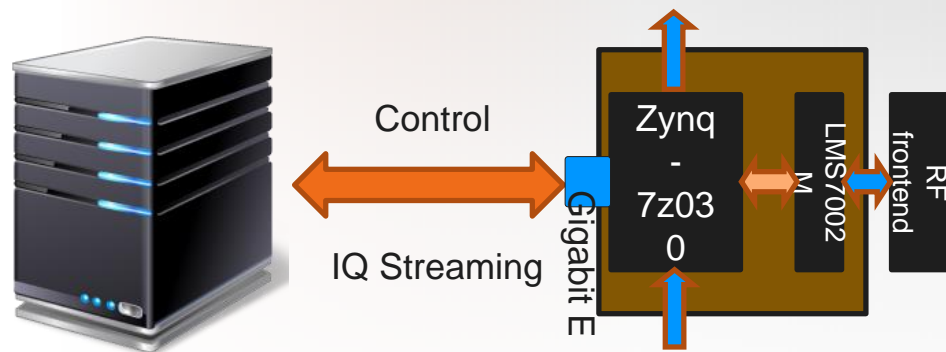 Control
IQ Streaming
Gigabit E
Zynq
-
7z03
0
LMS7002
M
RF
frontend